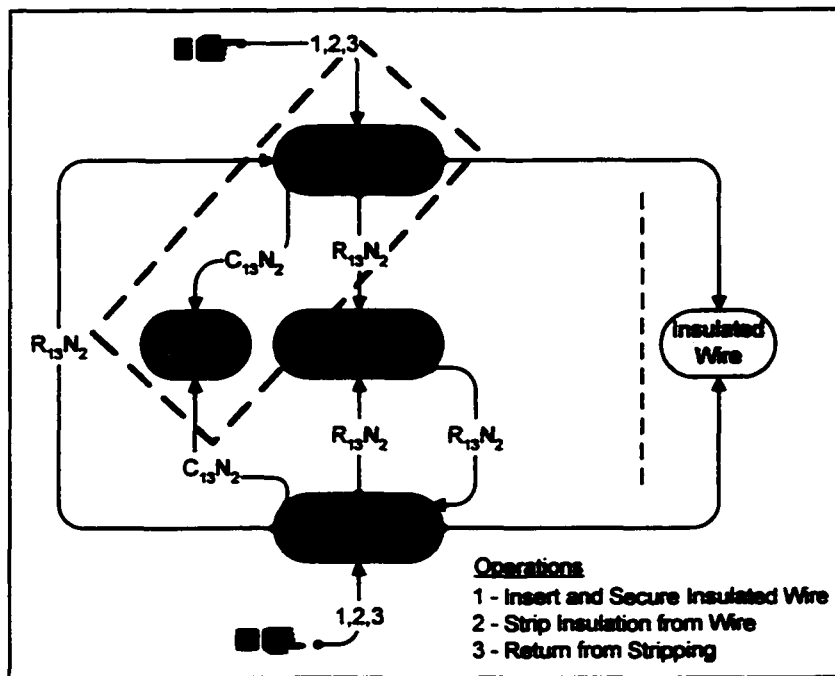 1,2,3
C₁₃N₂
R₁₃N₂
R₁₃N₂
Insulated
Wire
R₁₃N₂
R₁₃N₂
C₁₃N₂
Operations
1 - Insert and Secure Insulated Wire
1,2,3
2 - Strip Insulation from Wire
3 - Return from Stripping